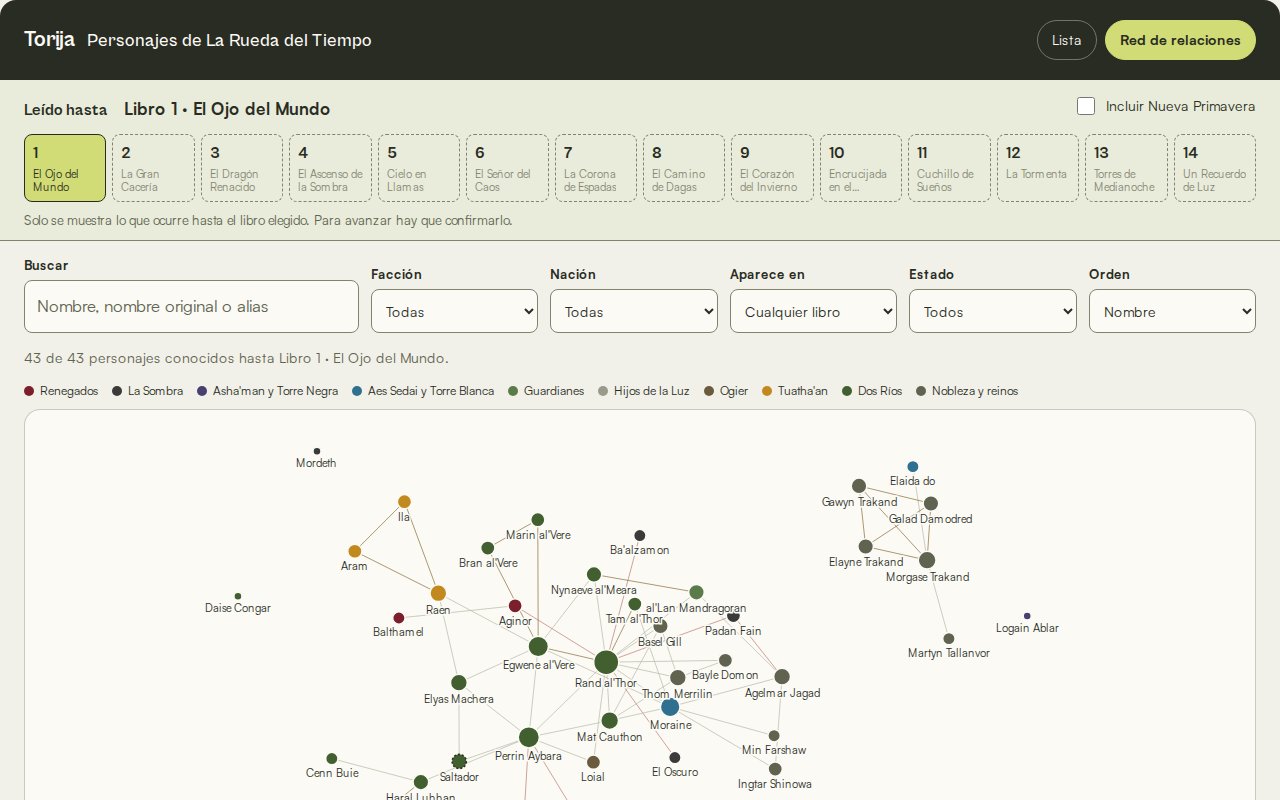 Torija Personajes de La Rueda del Tiempo
Lista
Red de relaciones
Leído hasta Libro 1 · El Ojo del Mundo
Incluir Nueva Primavera
1
El Ojo del
Mundo
2
La Gran
Cacería
3
El Dragón
Renacido
4
El Ascenso de
la Sombra
5
Cielo en
Llamas
6
El Señor del
Caos
7
La Corona
de Espadas
8
El Camino
de Dagas
9
El Corazón
del Invierno
10
Encrucijada
en el…
11
Cuchillo de
Sueños
12
La Tormenta
13
Torres de
Medianoche
14
Un Recuerdo
de Luz
Solo se muestra lo que ocurre hasta el libro elegido. Para avanzar hay que confirmarlo.
Buscar
Nombre, nombre original o alias
Facción
Todas
Nación
Todas
Aparece en
Cualquier libro
Estado
Todos
Orden
Nombre
43 de 43 personajes conocidos hasta Libro 1 · El Ojo del Mundo.
Renegados
La Sombra
Asha'man y Torre Negra
Aes Sedai y Torre Blanca
Guardianes
Hijos de la Luz
Ogier
Tuatha'an
Dos Ríos
Nobleza y reinos
Mordeth
Elaida do
Gawyn Trakand
Ila
Galad Damodred
Marin al'Vere
Ba'alzamon
Bran al'Vere
Elayne Trakand
Aram
Morgase Trakand
Nynaeve al'Meara
Daise Congar
Raen
al'Lan Mandragoran
Aginor
Tam al'Thor
Balthamel
Padan Fain
Logain Ablar
Basel Gill
Martyn Tallanvor
Egwene al'Vere
Rand al'Thor
Bayle Domon
Elyas Machera
Thom Merrilin
Agelmar Jagad
Moraine
Mat Cauthon
Min Farshaw
Perrin Aybara
Cenn Buie
Saltador
Loial
El Oscuro
Ingtar Shinowa
Haral Luhhan